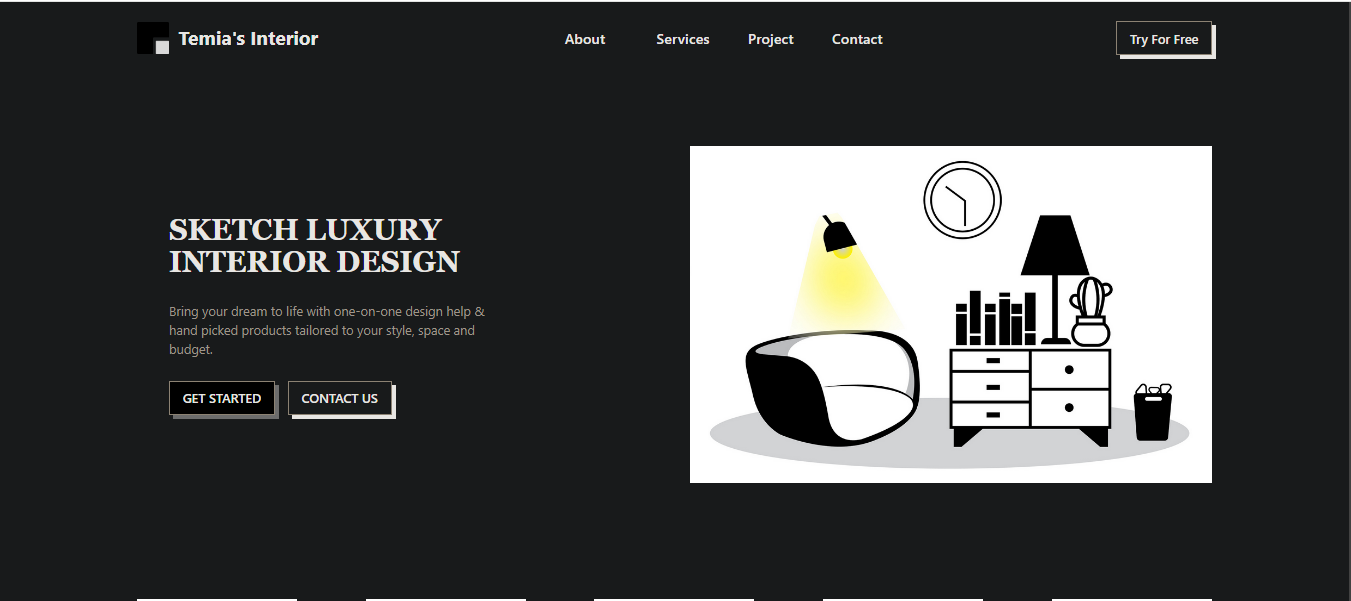 Temia's Interior
About
Services
Project
Contact
Try For Free
SKETCH LUXURY
INTERIOR DESIGN
Bring your dream to life with one-on-one design help &
hand picked products tailored to your style, space and
budget.
GET STARTED
CONTACT US